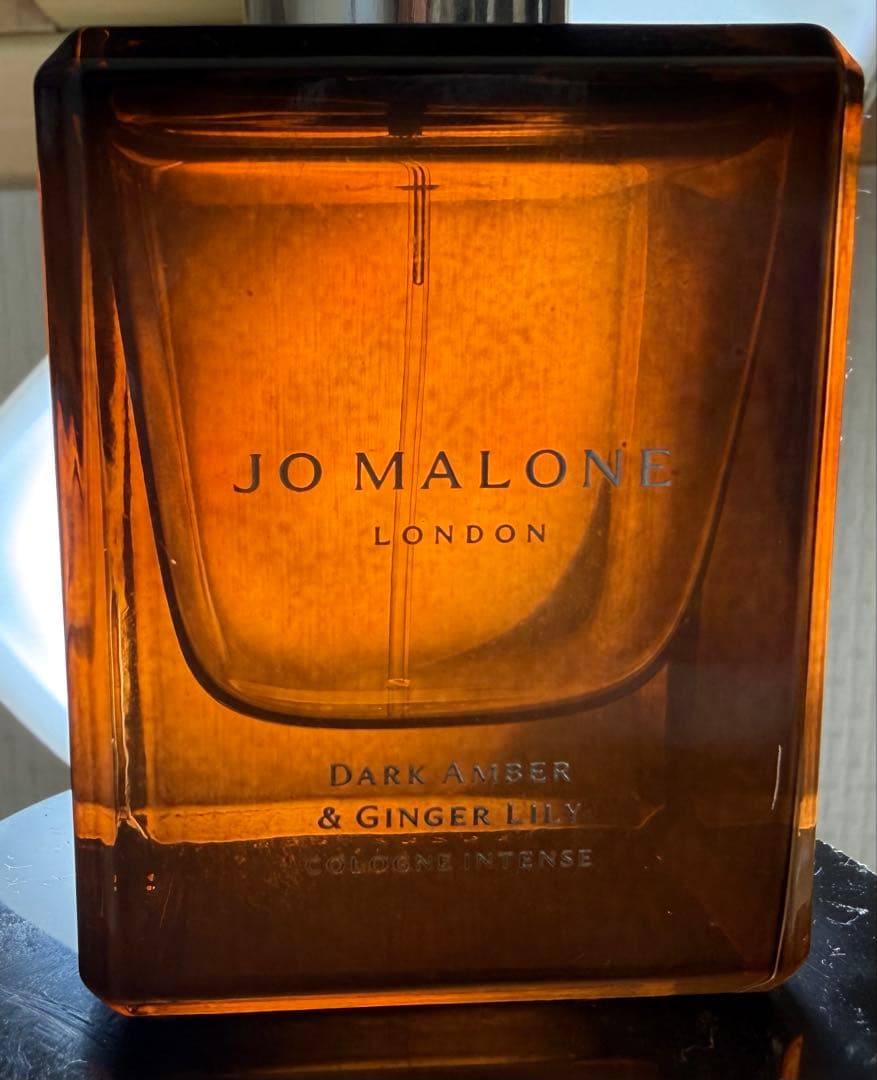 JO MALONE
LONDON
DARK AMBER
& GINGER LILY
COLOGNE INTENSE